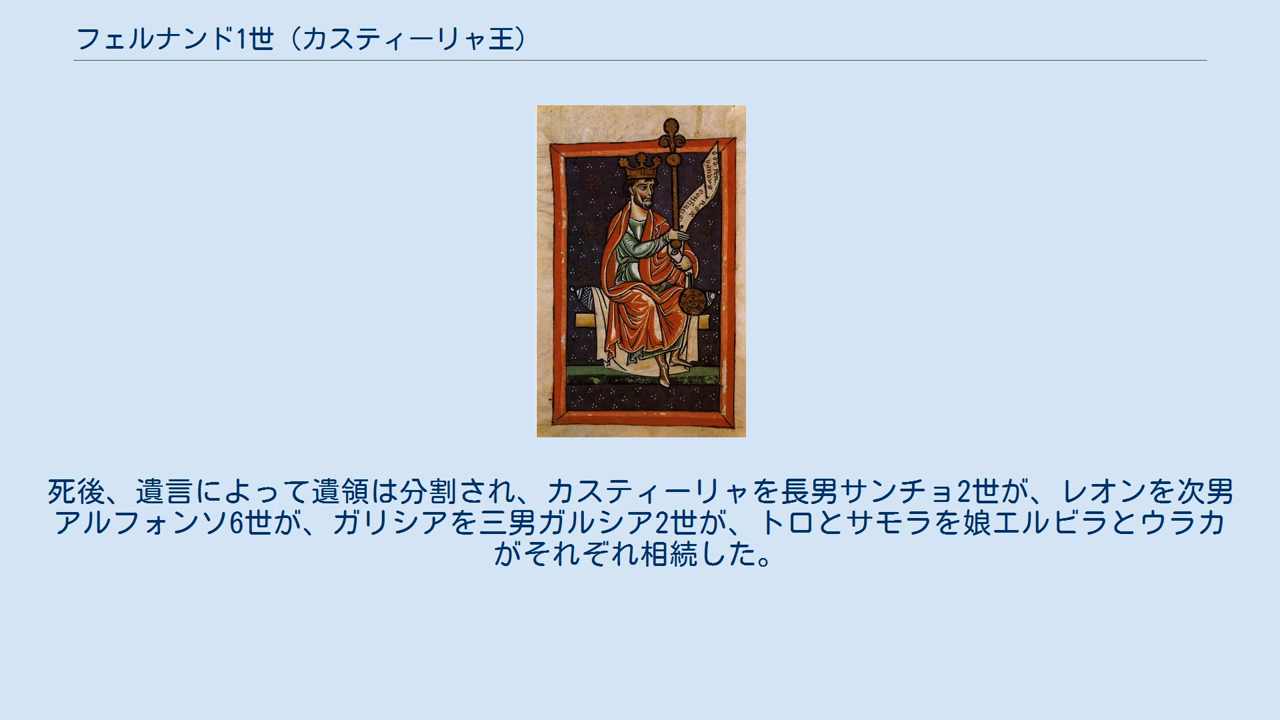 フェルナンド1世（カスティーリャ王）
死後、遺言によって遺領は分割され、カスティーリャを長男サンチョ2世が、レオンを次男
アルフォンソ6世が、ガリシアを三男ガルシア2世が、トロとサモラを娘エルビラとウラカ
がそれぞれ相続した。